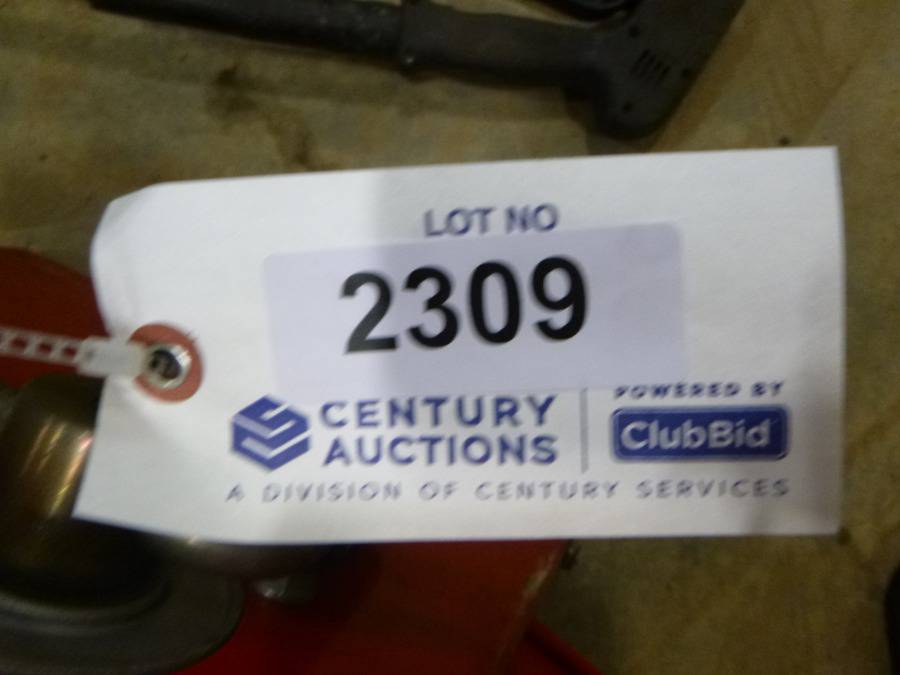 LOT NO
2309
CENTURY
AUCTIONS
POWERED BY
ClubBid
A DIVISION OF CENTURY SERVICES